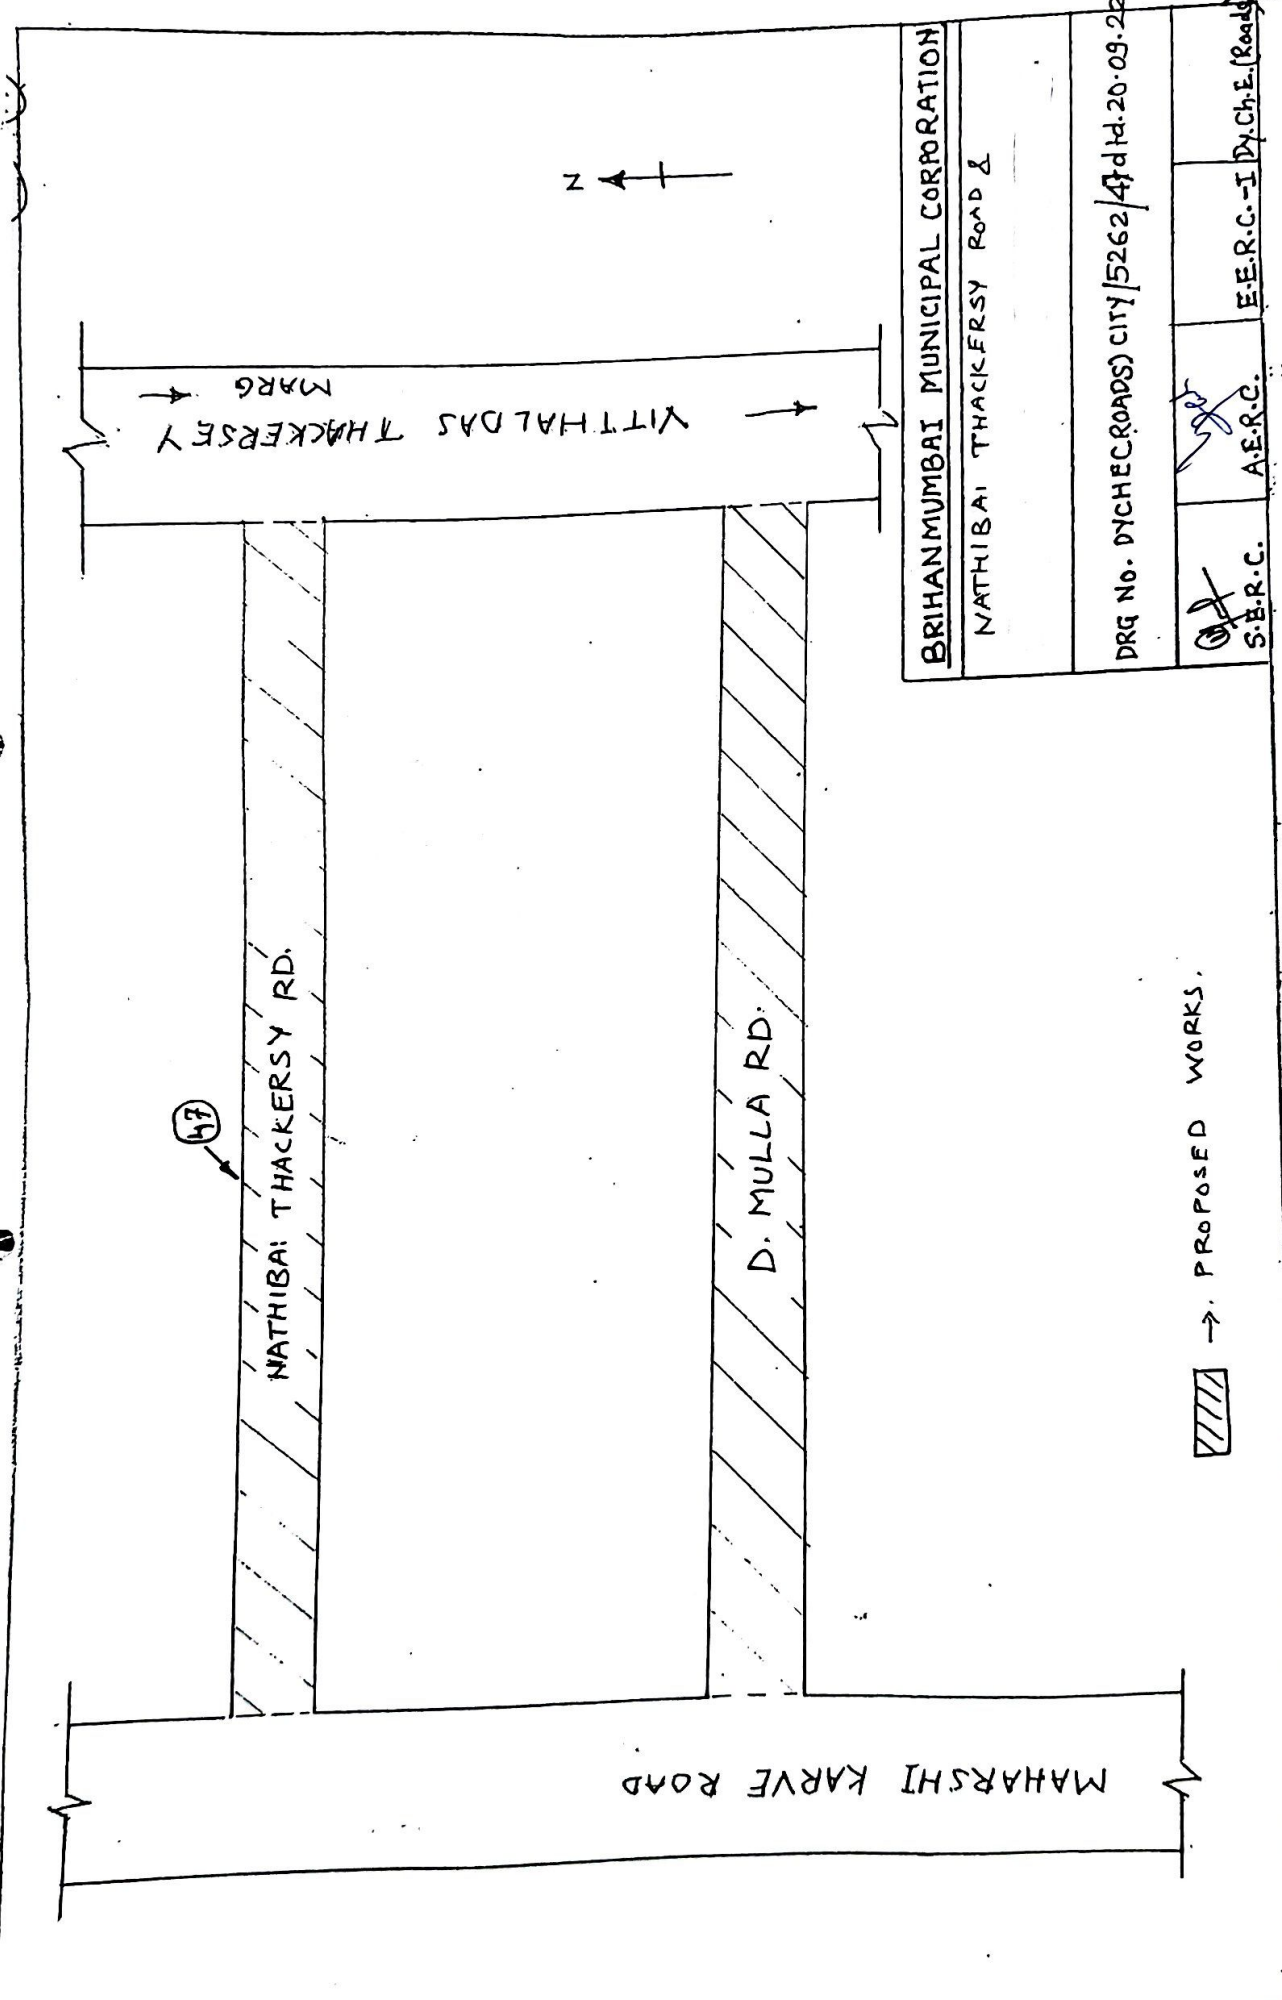 N
VITTHALDAS THACKERSEY
MARG
47
NATHIBAI THACKERSY RD.
D. MULLA RD.
MAHARSHI KARVE ROAD
→. PROPOSED WORKS.
BRIHANMUMBAI MUNICIPAL CORPORATION
NATHIBAI THACKERSY ROAD &
DRG No. DYCHE(ROADS) CITY/5262/47 dtd.20.09.20
S.E.R.C. A.E.R.C. E.E.R.C.-I Dy.Ch.E.(Roads)